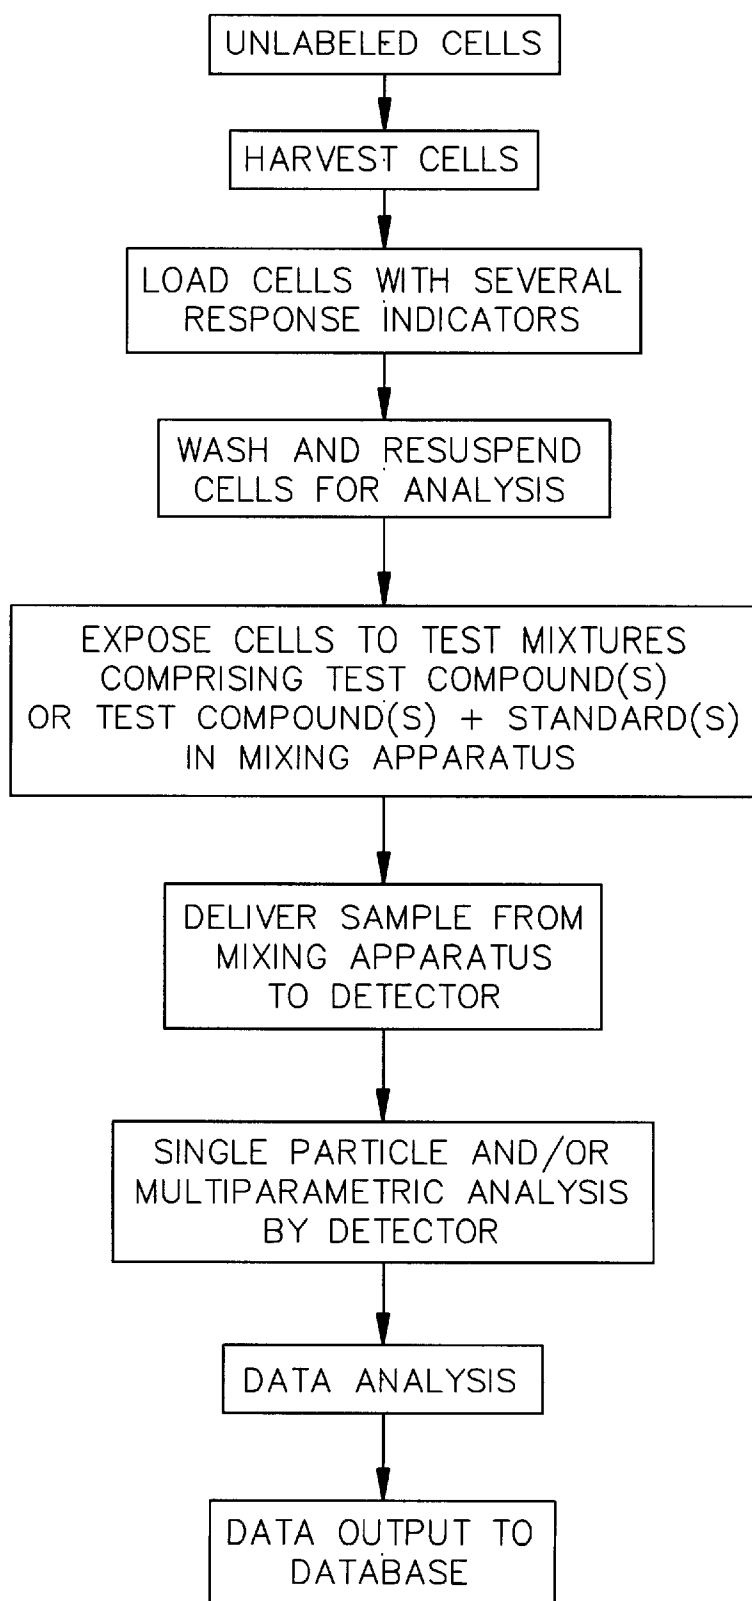 UNLABELED CELLS
HARVEST CELLS
LOAD CELLS WITH SEVERAL
RESPONSE INDICATORS
WASH AND RESUSPEND
CELLS FOR ANALYSIS
EXPOSE CELLS TO TEST MIXTURES
COMPRISING TEST COMPOUND(S)
OR TEST COMPOUND(S) + STANDARD(S)
IN MIXING APPARATUS
DELIVER SAMPLE FROM
MIXING APPARATUS
TO DETECTOR
SINGLE PARTICLE AND/OR
MULTIPARAMETRIC ANALYSIS
BY DETECTOR
DATA ANALYSIS
DATA OUTPUT TO
DATABASE